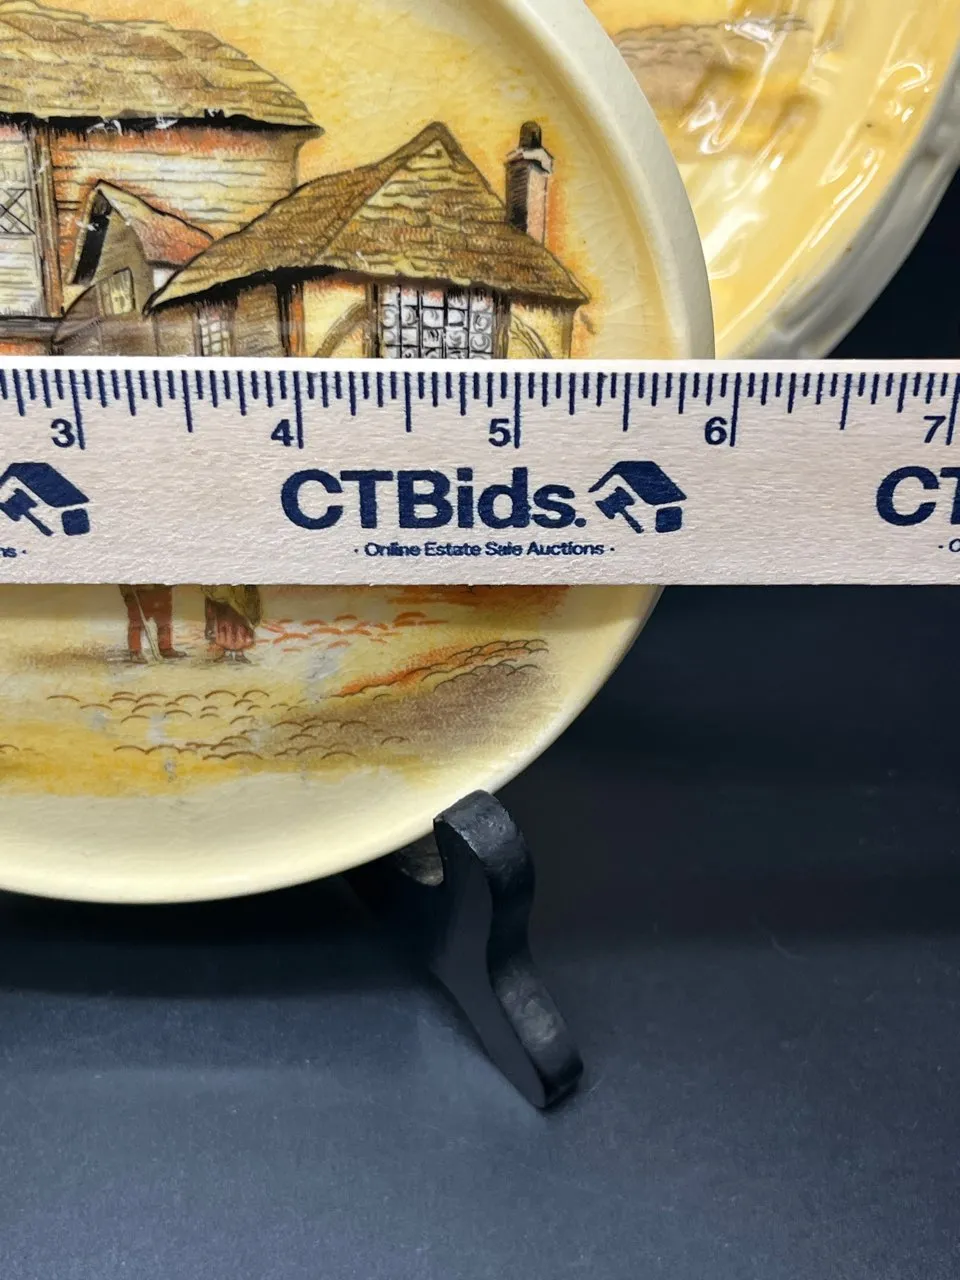 3 4 5 6 7
CTBids. CT
· Online Estate Sale Auctions ·